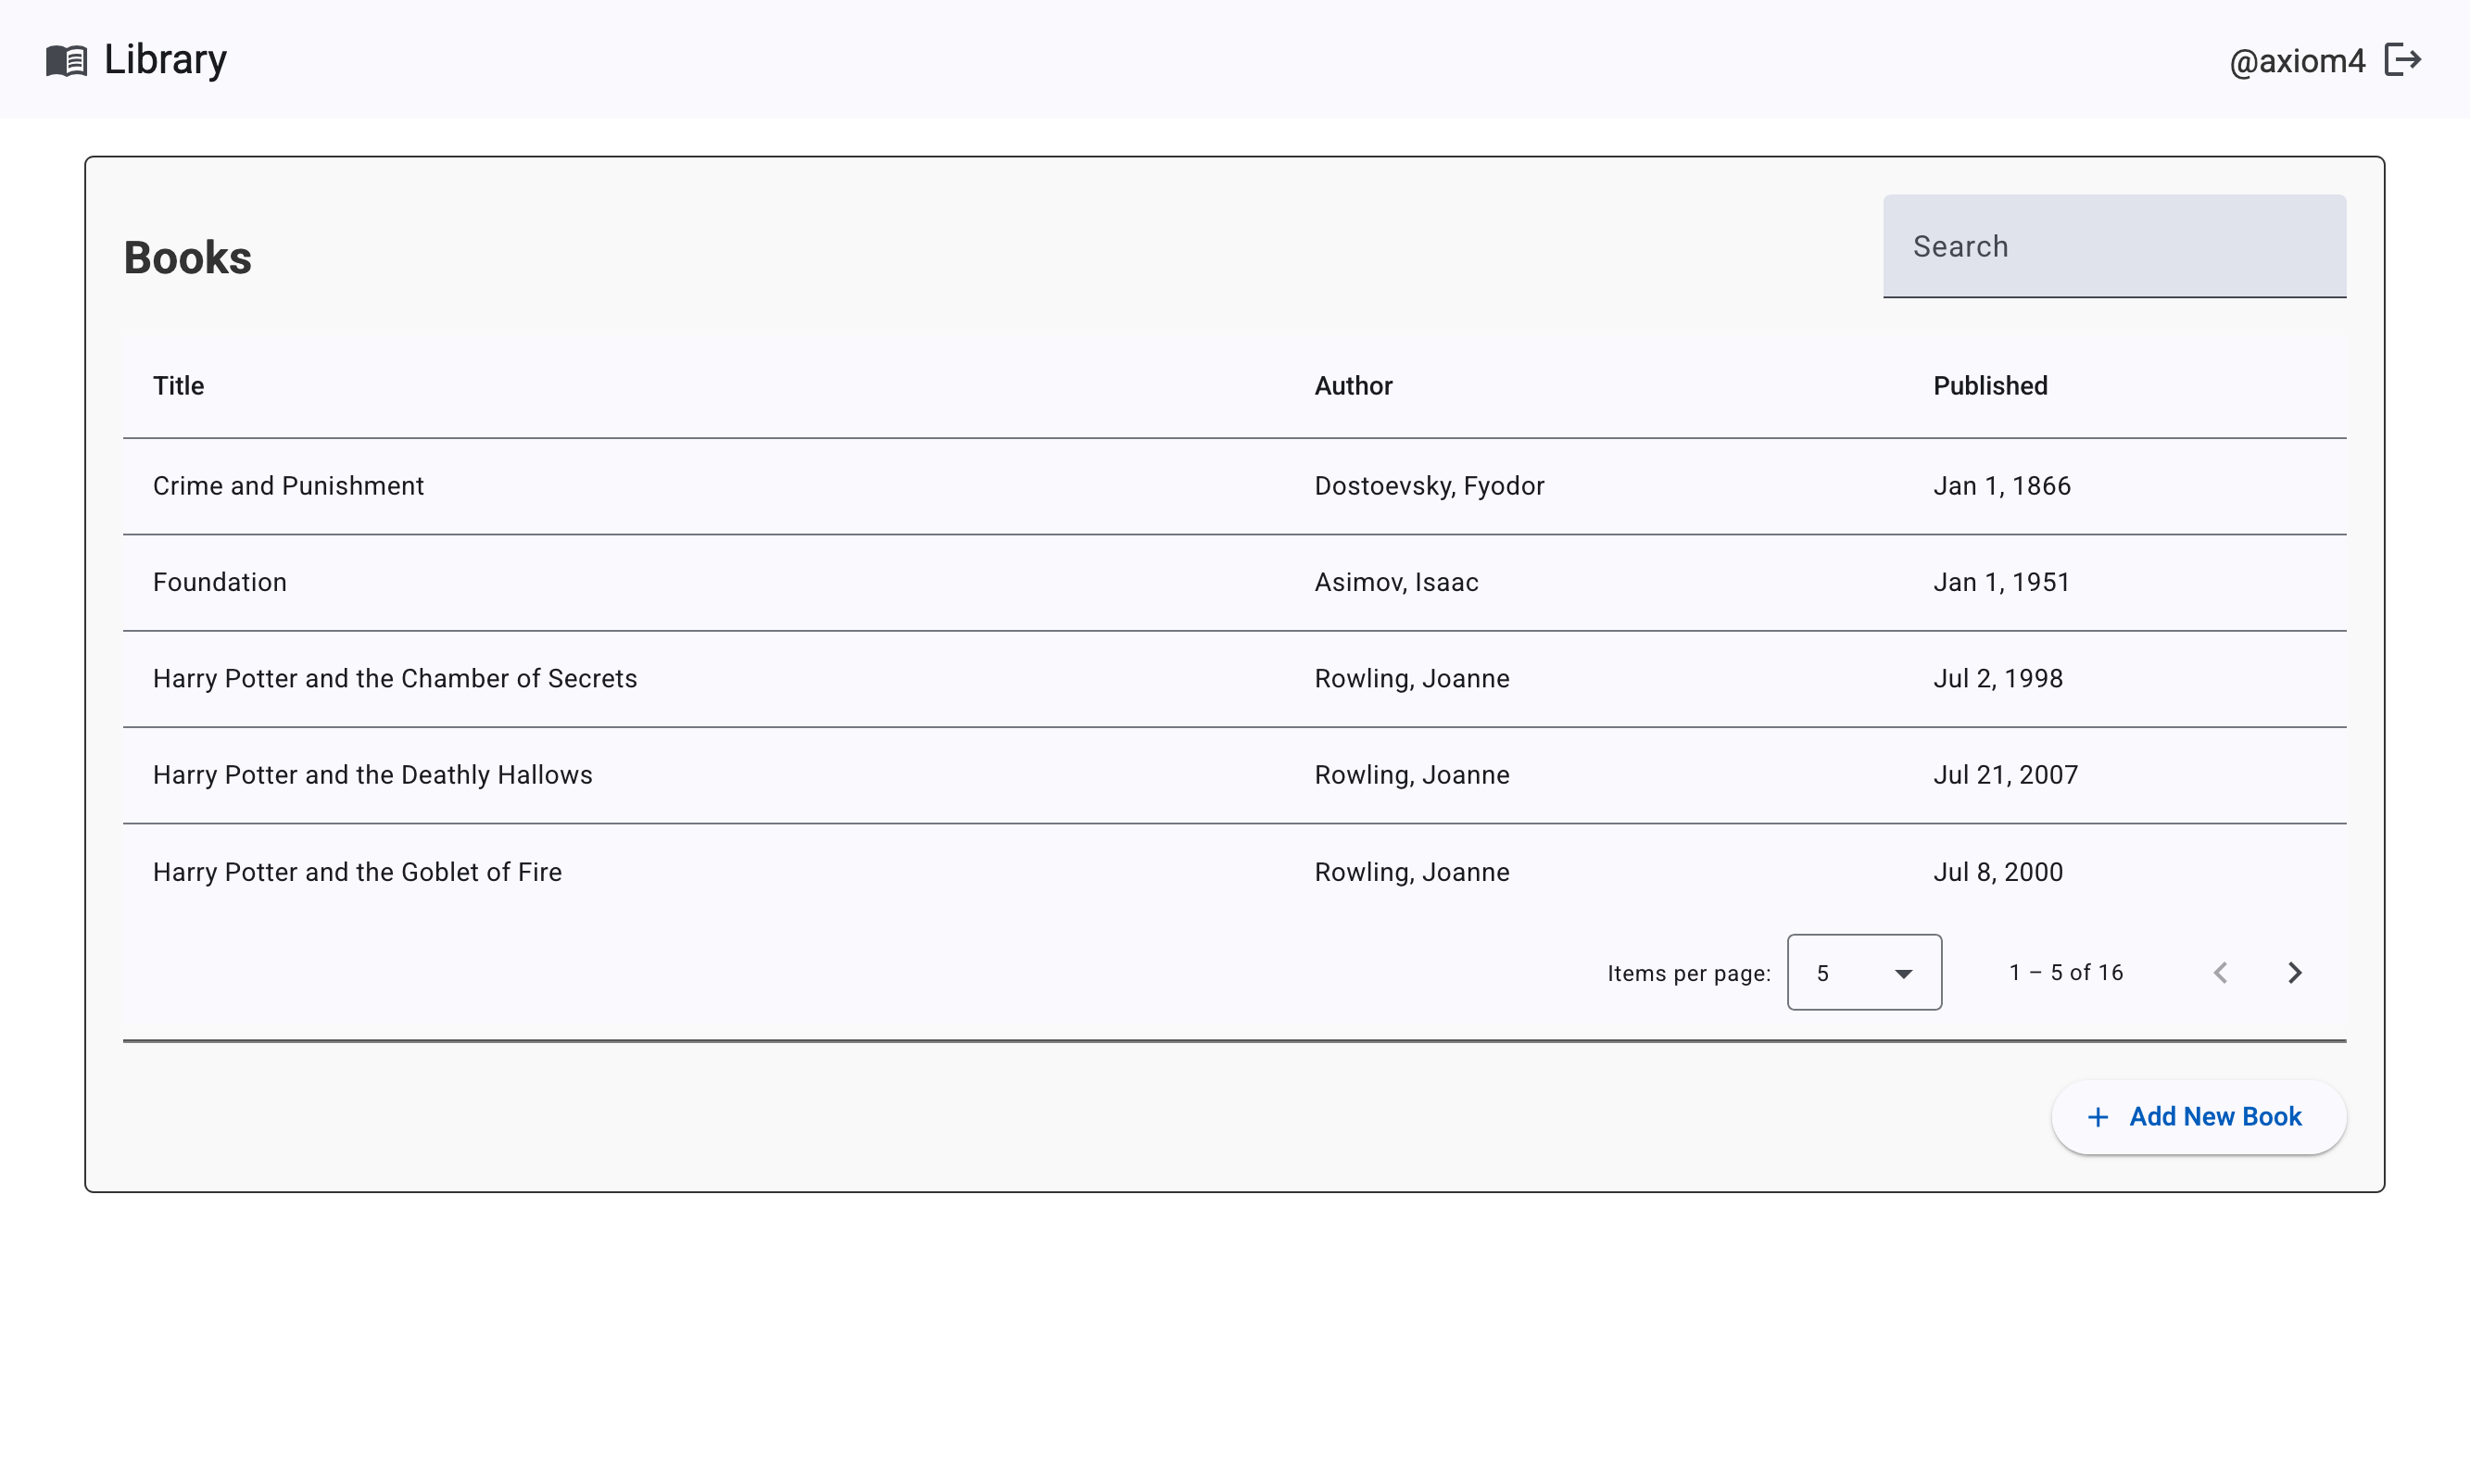 Library
@axiom4
Books
Search
Title Author Published
Crime and Punishment Dostoevsky, Fyodor Jan 1, 1866
Foundation Asimov, Isaac Jan 1, 1951
Harry Potter and the Chamber of Secrets Rowling, Joanne Jul 2, 1998
Harry Potter and the Deathly Hallows Rowling, Joanne Jul 21, 2007
Harry Potter and the Goblet of Fire Rowling, Joanne Jul 8, 2000
Items per page: 5 1 – 5 of 16
Add New Book